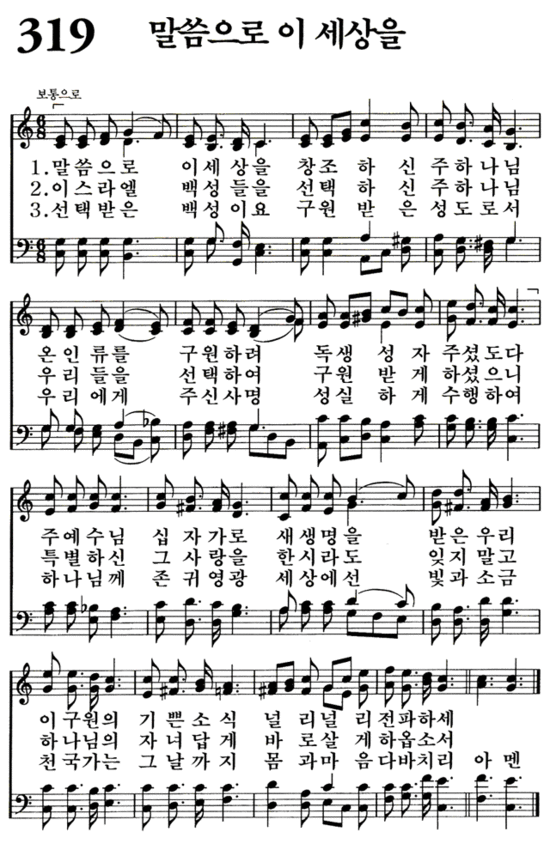 319 말씀으로 이 세상을
보통으로
1.말씀으로 이세상을 창조하신주하나님
2.이스라엘 백성들을 선택하신주하나님
3.선택받은 백성이요 구원받은성도로서
온인류를 구원하려 독생성자주셨도다
우리들을 선택하여 구원받게하셨으니
우리에게 주신사명 성실하게수행하여
주예수님 십자가로 새생명을 받은우리
특별하신 그사랑을 한시라도 잊지말고
하나님께 존귀영광 세상에선 빛과소금
이구원의 기쁜소식 널리널리전파하세
하나님의 자녀답게 바로살게하옵소서
천국가는 그날까지 몸과마음다바치리 아멘